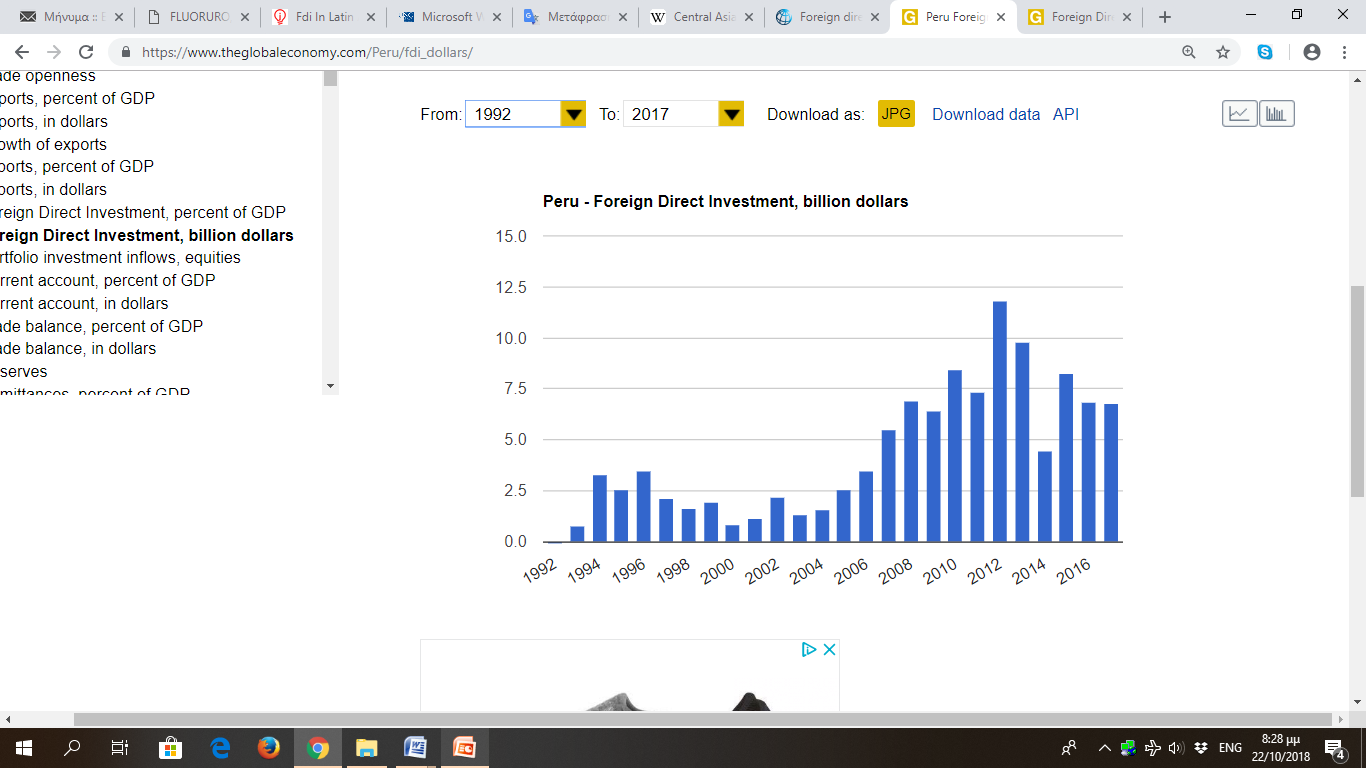 Μήνυμα :: E
FLUORURO
Fdi In Latin
Microsoft W
Μετάφρασ
Central Asia
Foreign dire
Peru Foreig
Foreign Dir
https://www.theglobaleconomy.com/Peru/fdi_dollars/
ade openness
ports, percent of GDP
ports, in dollars
owth of exports
ports, percent of GDP
ports, in dollars
reign Direct Investment, percent of GDP
reign Direct Investment, billion dollars
rtfolio investment inflows, equities
rrent account, percent of GDP
rrent account, in dollars
ade balance, percent of GDP
ade balance, in dollars
serves
mittances, percent of GDP
From: 1992 To: 2017 Download as: JPG Download data API
Peru - Foreign Direct Investment, billion dollars
15.0
12.5
10.0
7.5
5.0
2.5
0.0
1992 1994 1996 1998 2000 2002 2004 2006 2008 2010 2012 2014 2016
ENG
8:28 μμ
22/10/2018
4